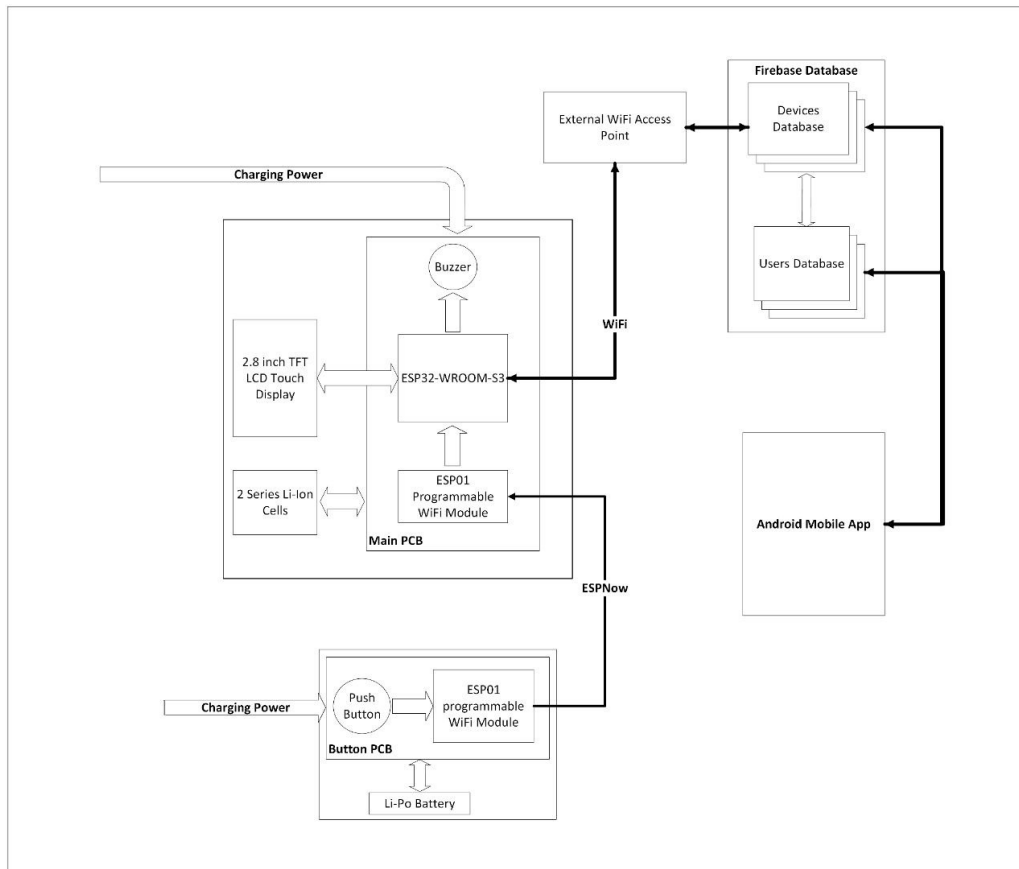 Firebase Database
Devices
Database
External WiFi Access
Point
Charging Power
Users Database
Buzzer
WiFi
2.8 inch TFT
LCD Touch
Display
ESP32-WROOM-S3
2 Series Li-Ion
Cells
ESP01
Programmable
WiFi Module
Main PCB
Android Mobile App
ESPNow
Charging Power
Push
Button
ESP01
programmable
WiFi Module
Button PCB
Li-Po Battery